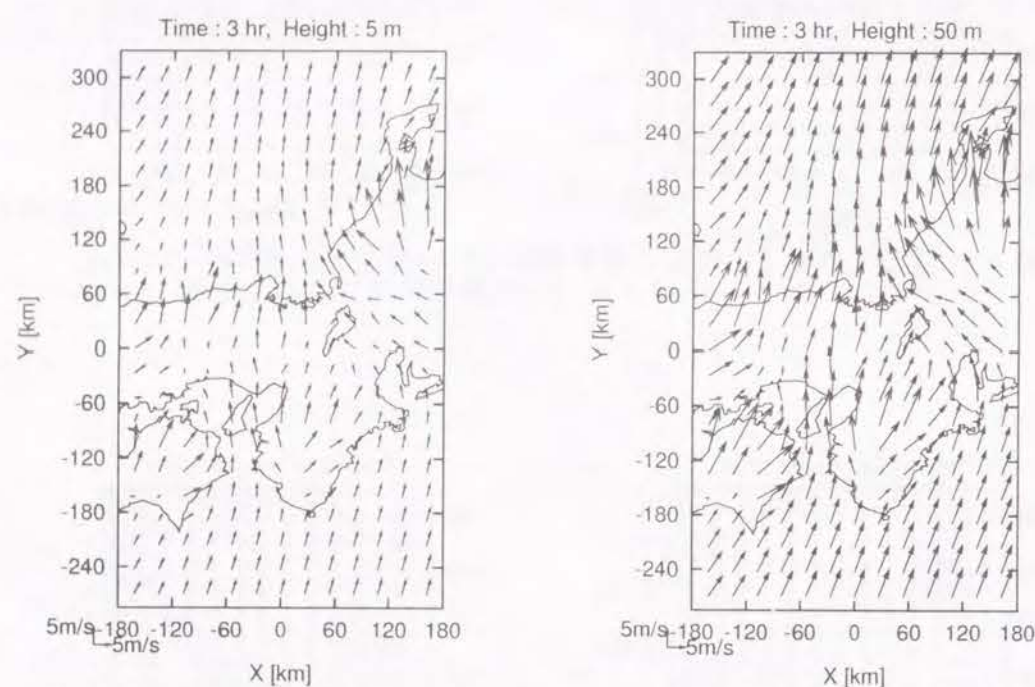 Time : 3 hr, Height : 5 m
300
240
180
120
60
0
-60
-120
-180
-240
Y [km]
5m/s
5m/s
-180 -120 -60 0 60 120 180
X [km]
Time : 3 hr, Height : 50 m
300
240
180
120
60
0
-60
-120
-180
-240
Y [km]
5m/s
5m/s
-180 -120 -60 0 60 120 180
X [km]